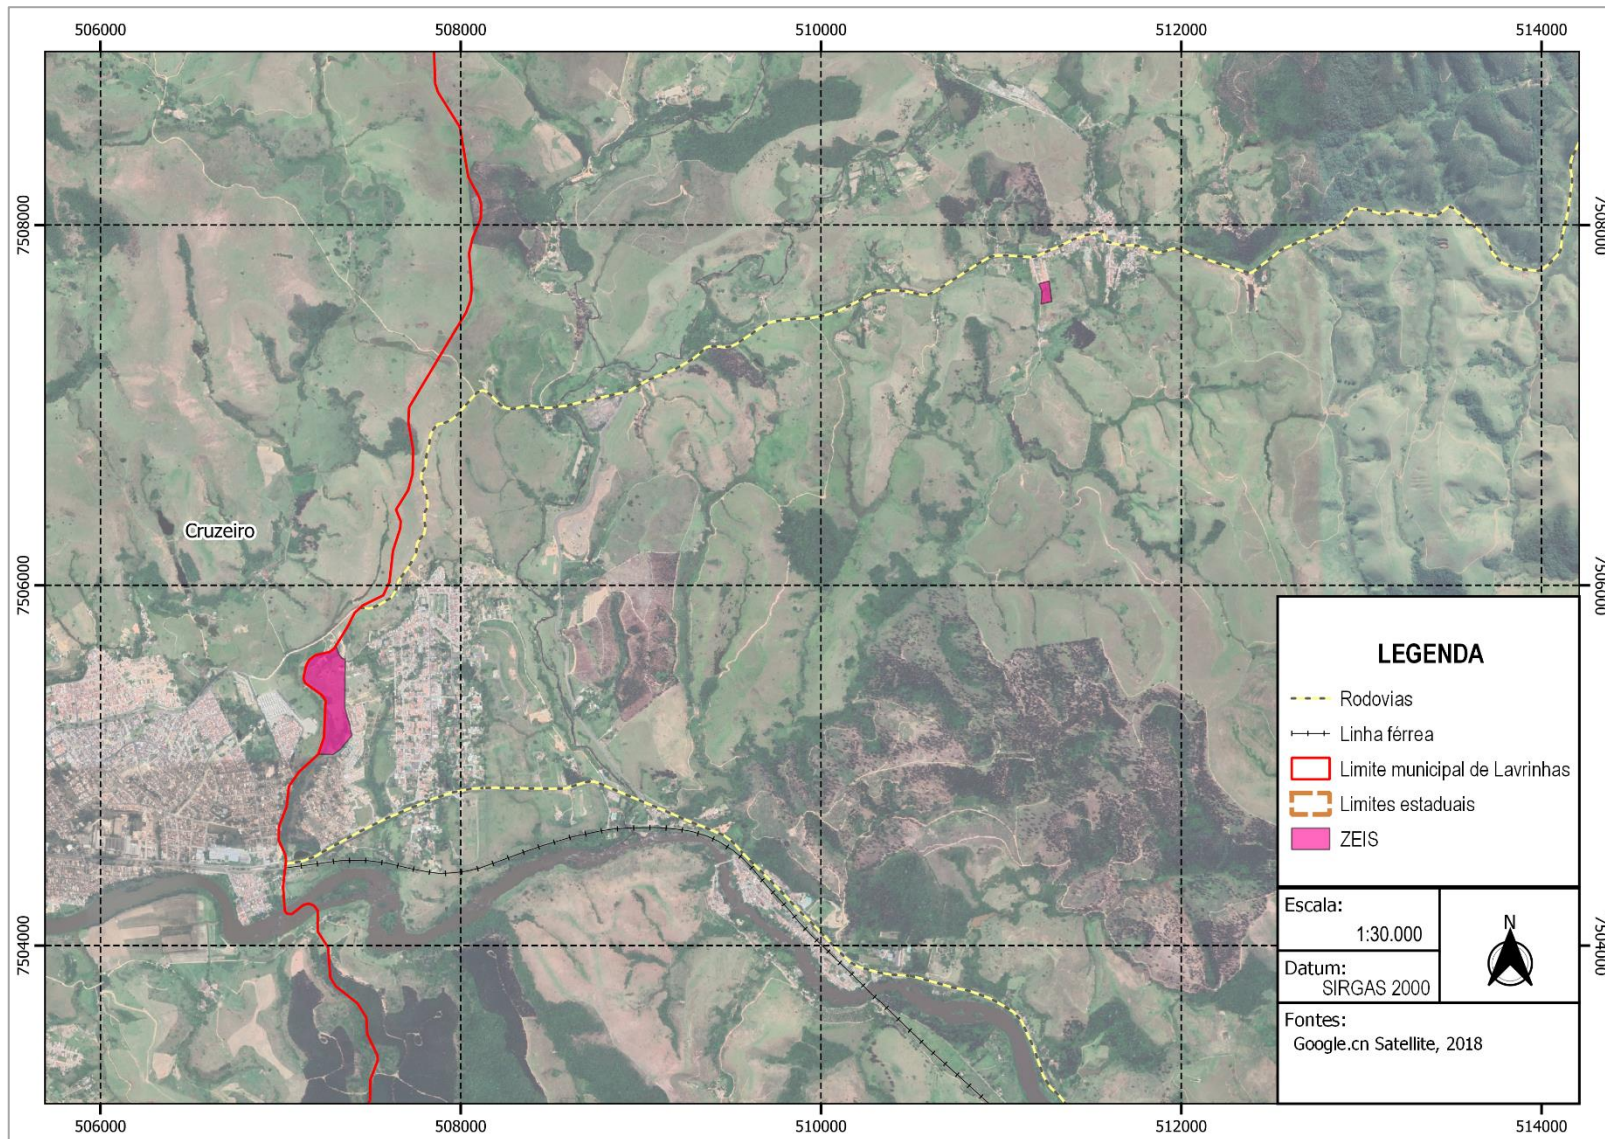 506000 508000 510000 512000 514000
7508000 7508000
Cruzeiro
7506000 7506000
LEGENDA
Rodovias
Linha férrea
Limite municipal de Lavrinhas
Limites estaduais
ZEIS
Escala:
1:30.000
N
Datum:
SIRGAS 2000
7504000 7504000
Fontes:
Google.cn Satellite, 2018
506000 508000 510000 512000 514000